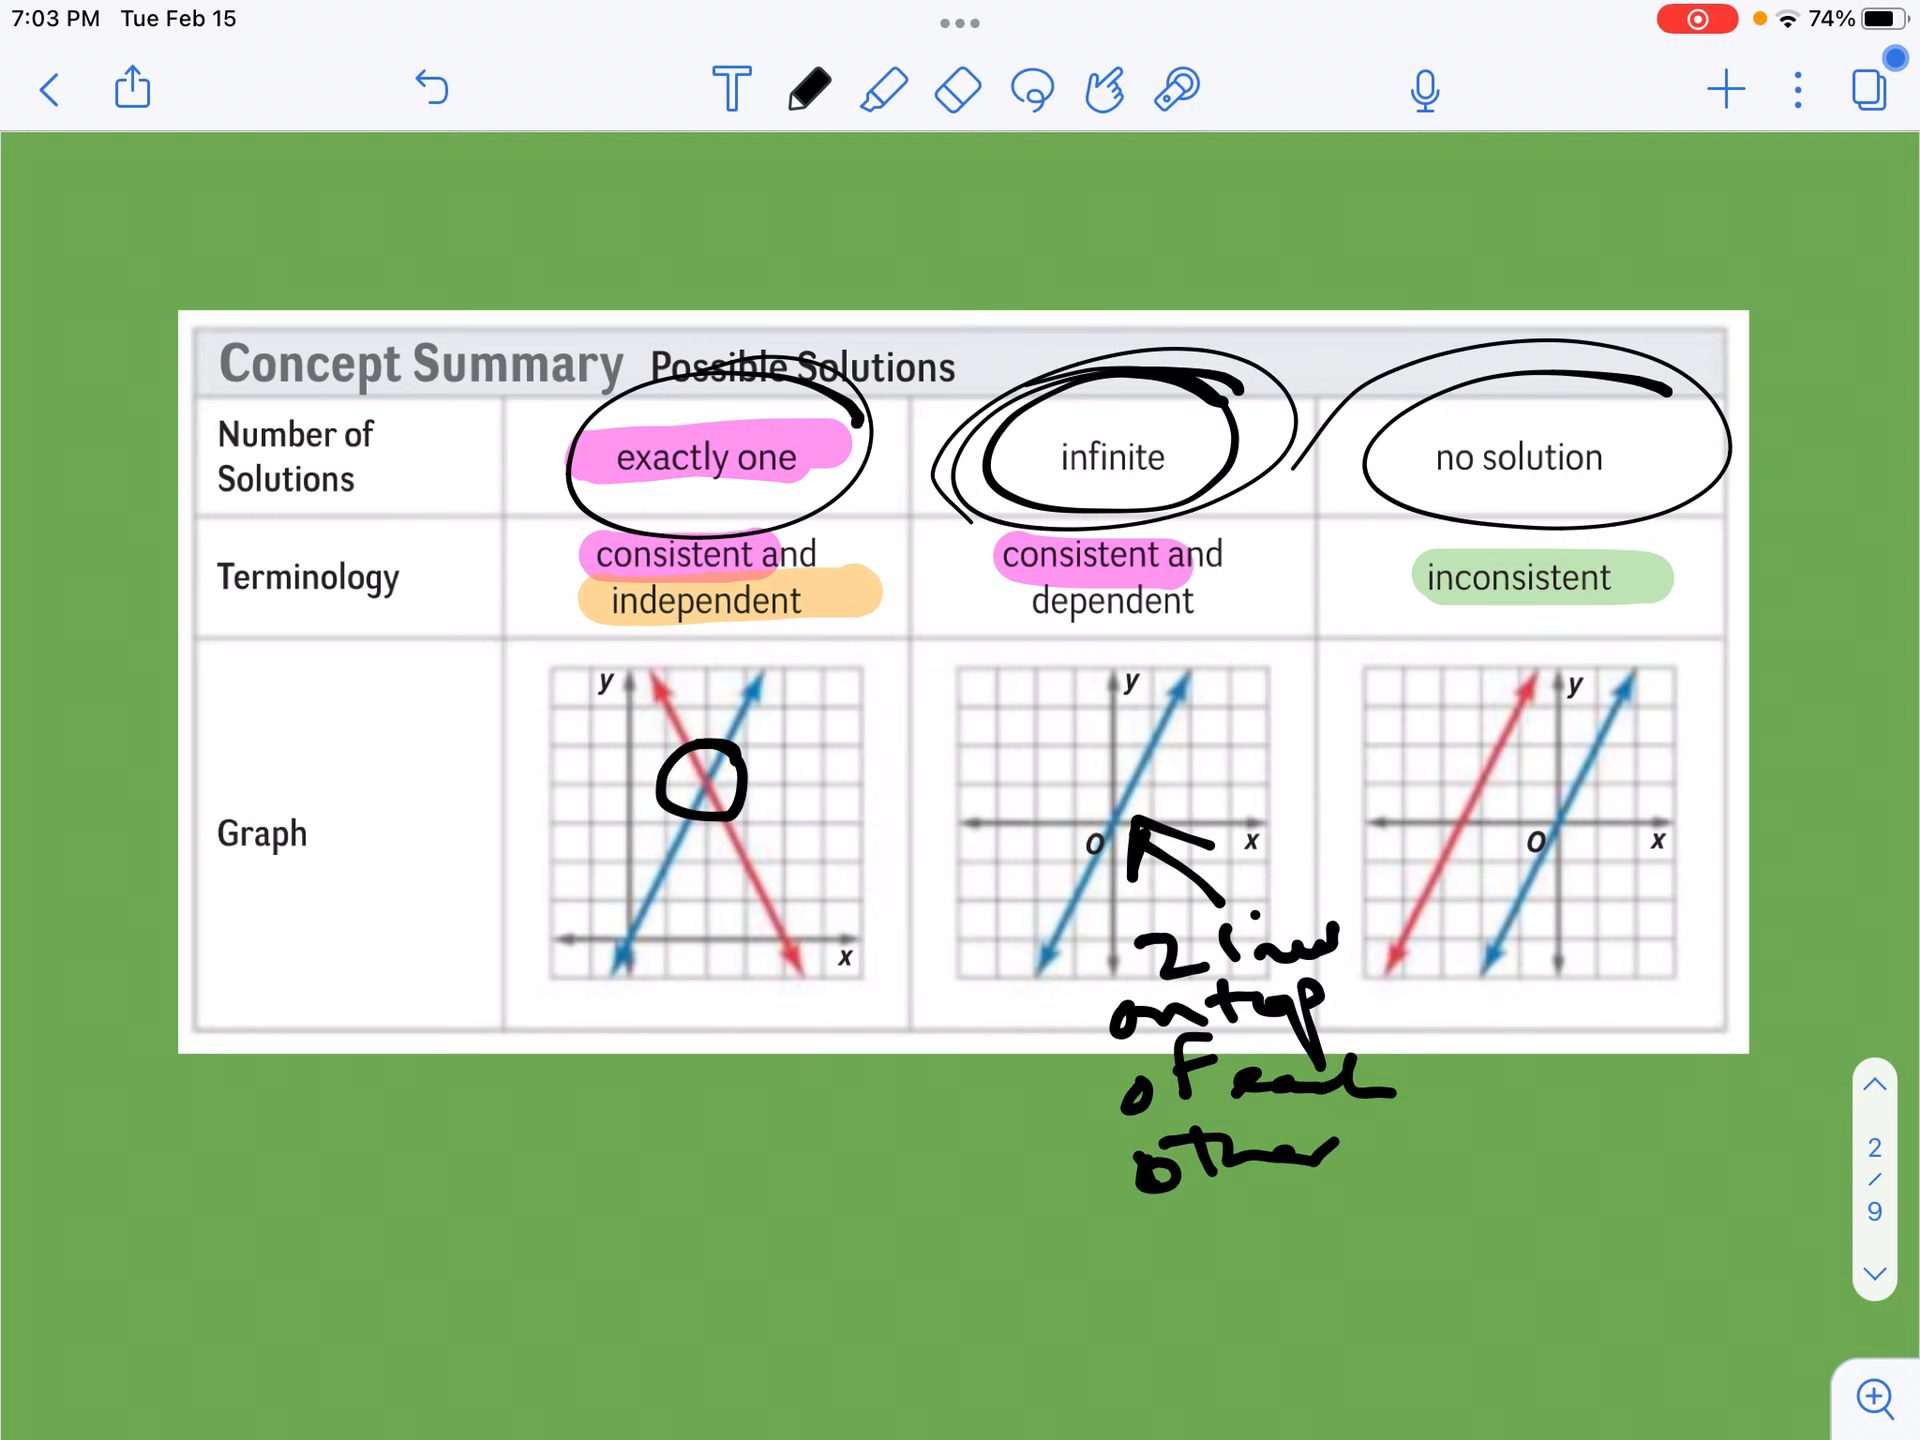 7:03 PM Tue Feb 15
74%
T
Concept Summary Possible Solutions
Number of
Solutions
exactly one
infinite
no solution
Terminology
consistent and
independent
consistent and
dependent
inconsistent
Graph
y
x
y
O
x
y
O
x
2 lines
on top
of each
other
2
/
9